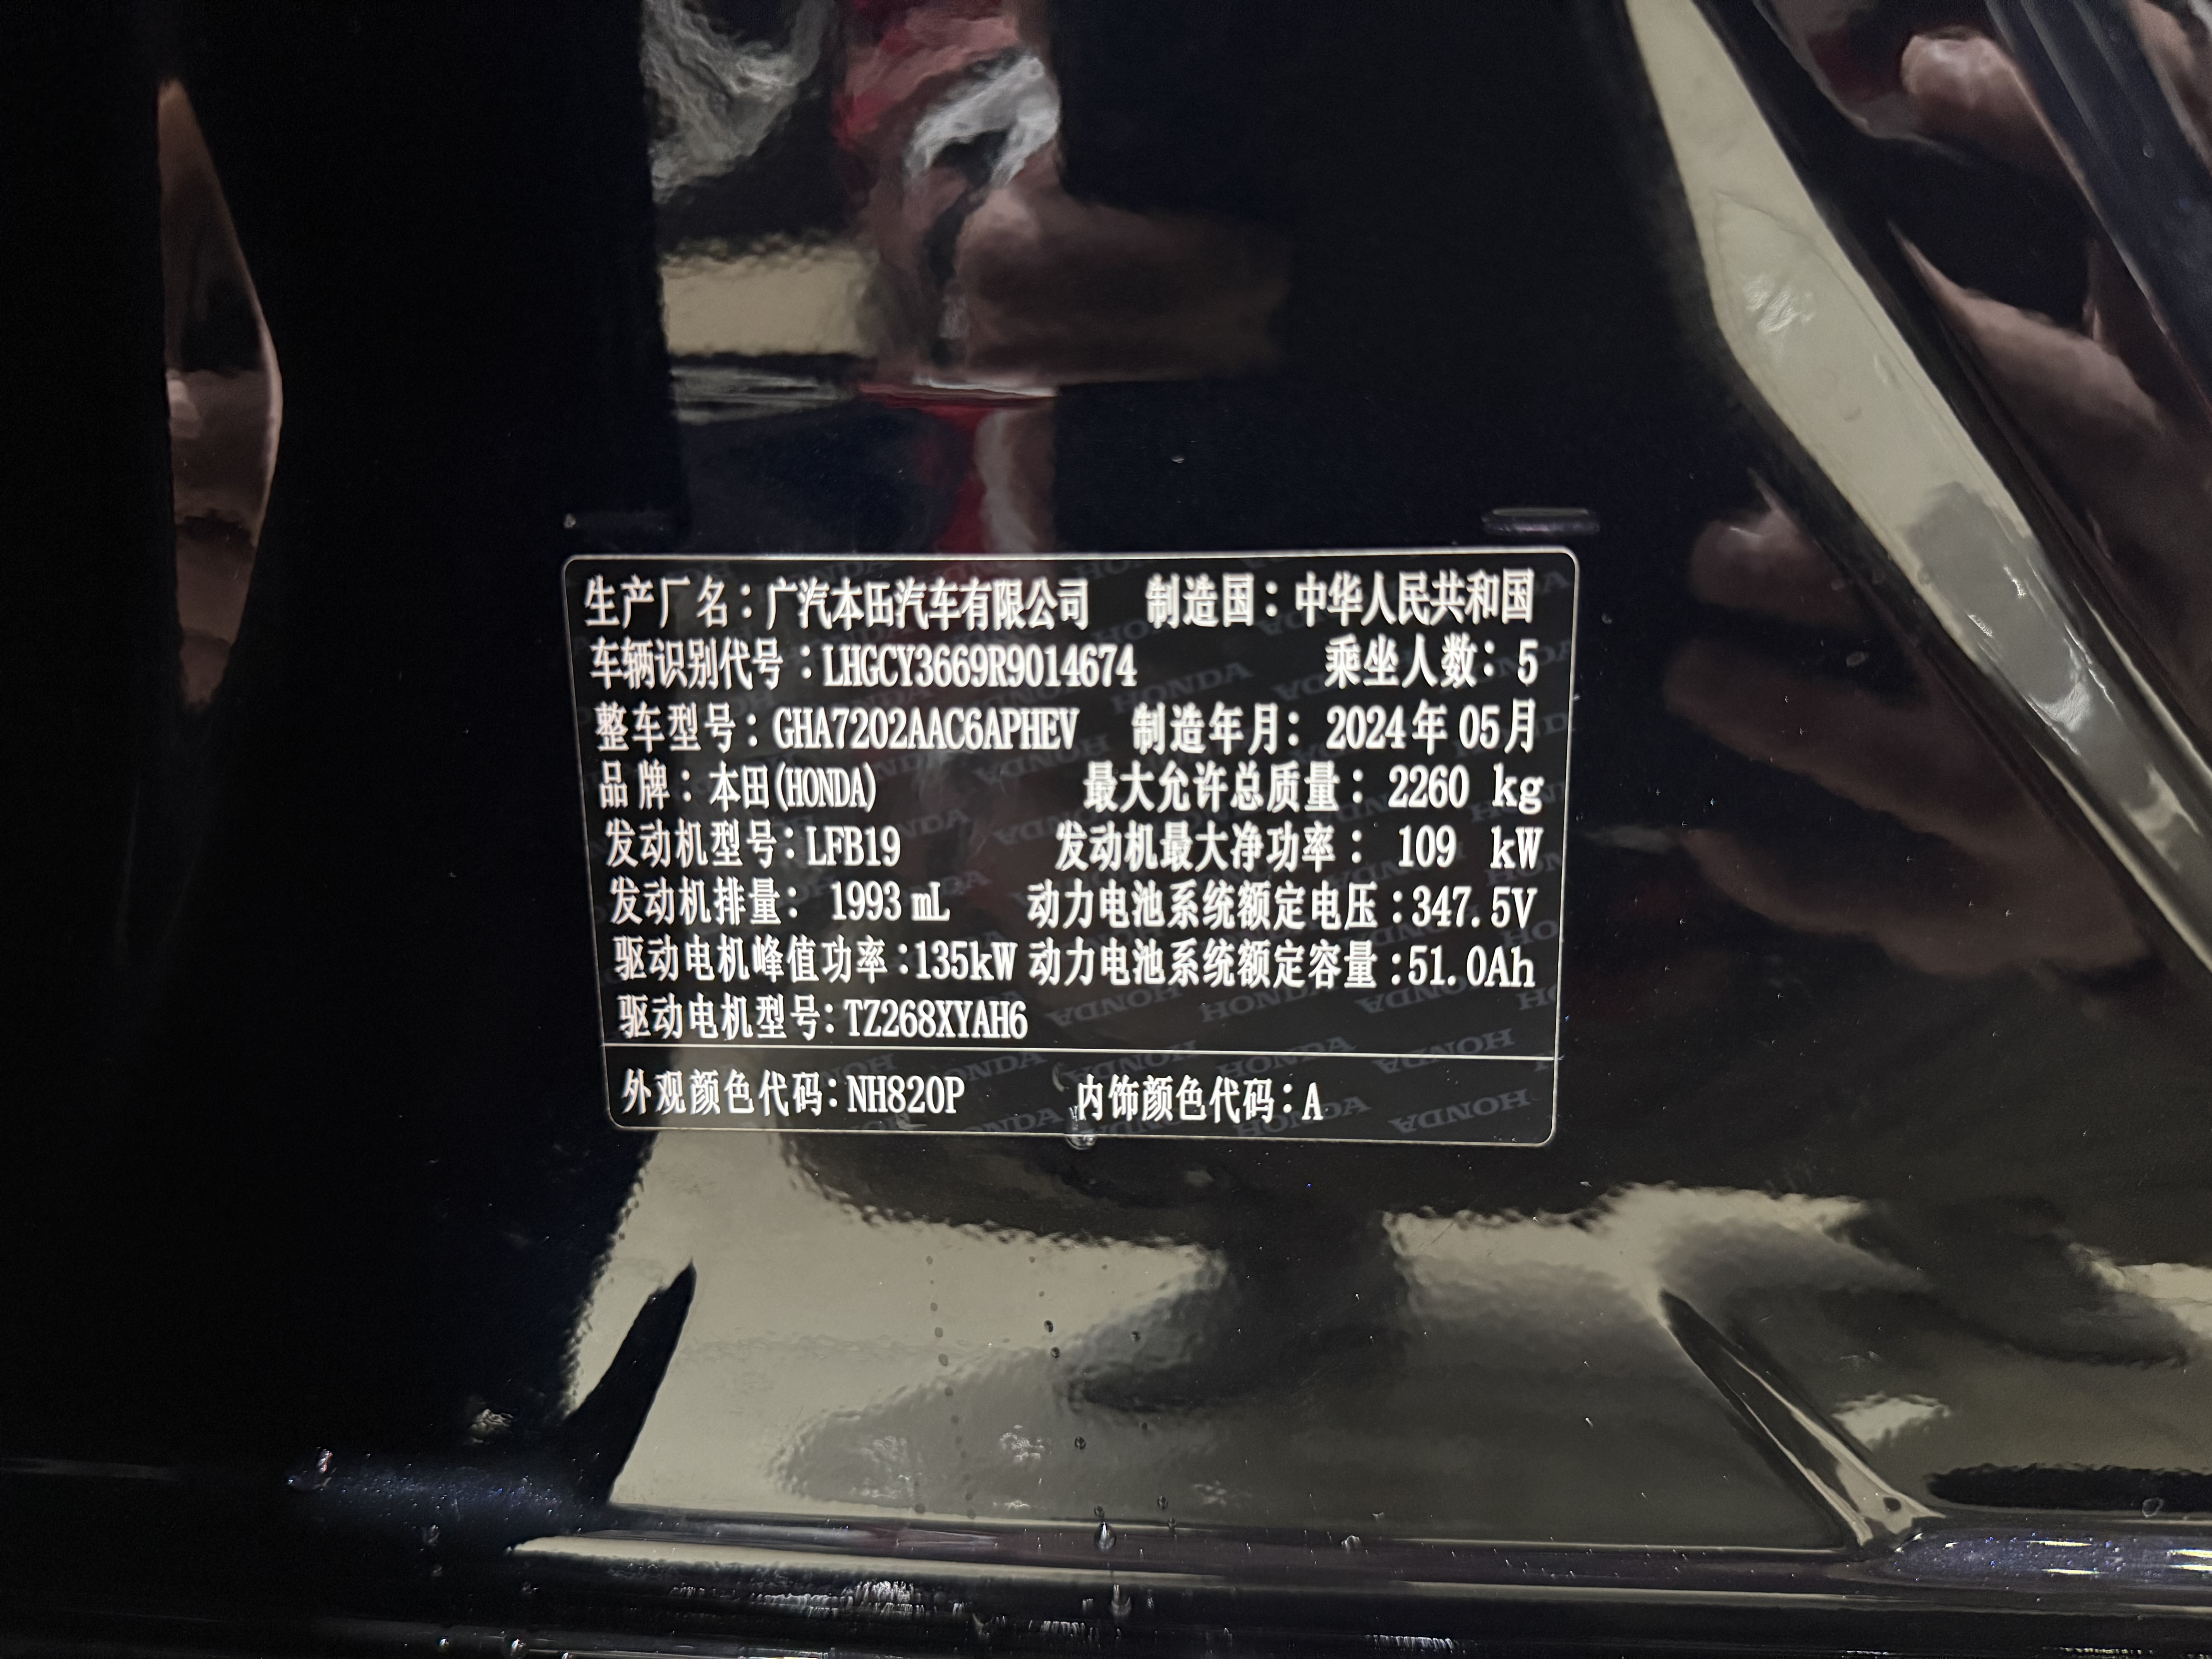 生产厂名：广汽本田汽车有限公司 制造国：中华人民共和国
车辆识别代号：LHGCY3669R9014674 乘坐人数：5
整车型号：GHA7202AAC6APHEV 制造年月：2024年05月
品牌：本田(HONDA) 最大允许总质量：2260 kg
发动机型号：LFB19 发动机最大净功率：109 kW
发动机排量：1993 mL 动力电池系统额定电压：347.5V
驱动电机峰值功率：135kW 动力电池系统额定容量：51.0Ah
驱动电机型号：TZ268XYAH6
外观颜色代码：NH820P 内饰颜色代码：A